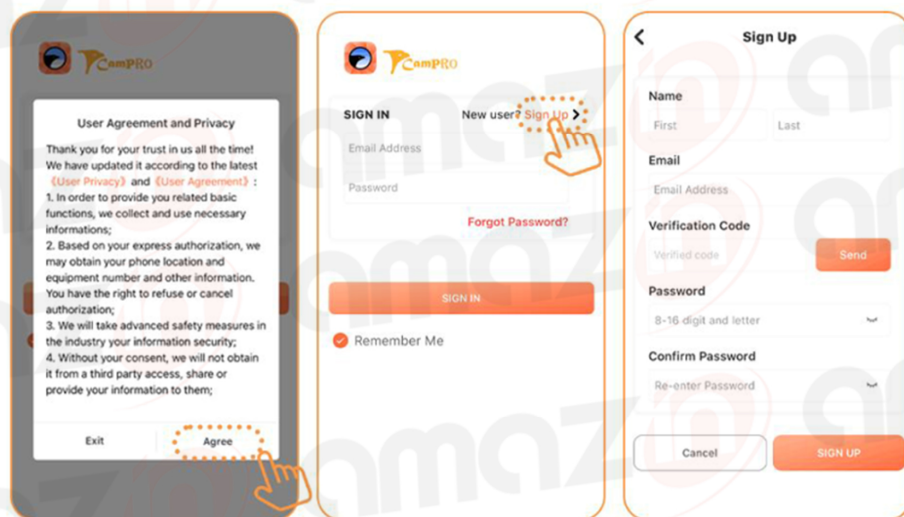 CamPRO
User Agreement and Privacy
Thank you for your trust in us all the time!
We have updated it according to the latest
《User Privacy》 and 《User Agreement》 :
1. In order to provide you related basic
functions, we collect and use necessary
informations;
2. Based on your express authorization, we
may obtain your phone location and
equipment number and other information.
You have the right to refuse or cancel
authorization;
3. We will take advanced safety measures in
the industry your information security;
4. Without your consent, we will not obtain
it from a third party access, share or
provide your information to them;
Exit
Agree
CamPRO
SIGN IN
New user? Sign Up >
Email Address
Password
Forgot Password?
SIGN IN
Remember Me
Sign Up
Name
First
Last
Email
Email Address
Verification Code
Verified code
Send
Password
8-16 digit and letter
Confirm Password
Re-enter Password
Cancel
SIGN UP
amazin